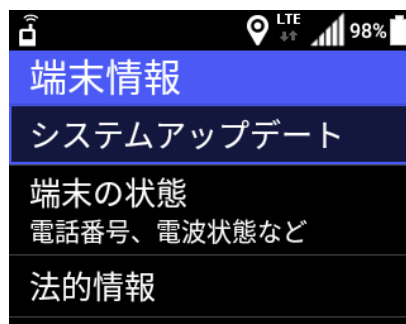 LTE 98%
端末情報
システムアップデート
端末の状態
電話番号、電波状態など
法的情報